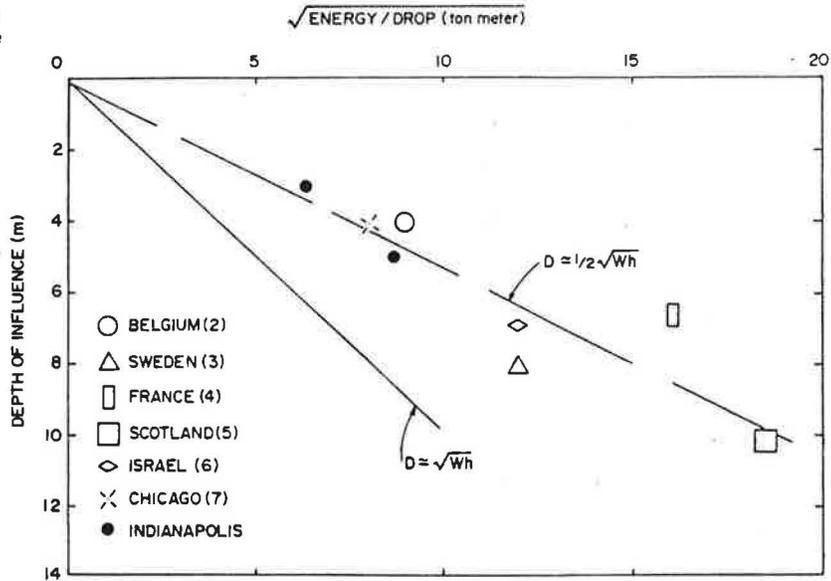 √ENERGY / DROP (ton meter)
0 5 10 15 20
DEPTH OF INFLUENCE (m)
2
4
6
8
10
12
14
D ≃ 1/2 √Wh
D ≃ √Wh
BELGIUM (2)
SWEDEN (3)
FRANCE (4)
SCOTLAND (5)
ISRAEL (6)
CHICAGO (7)
INDIANAPOLIS